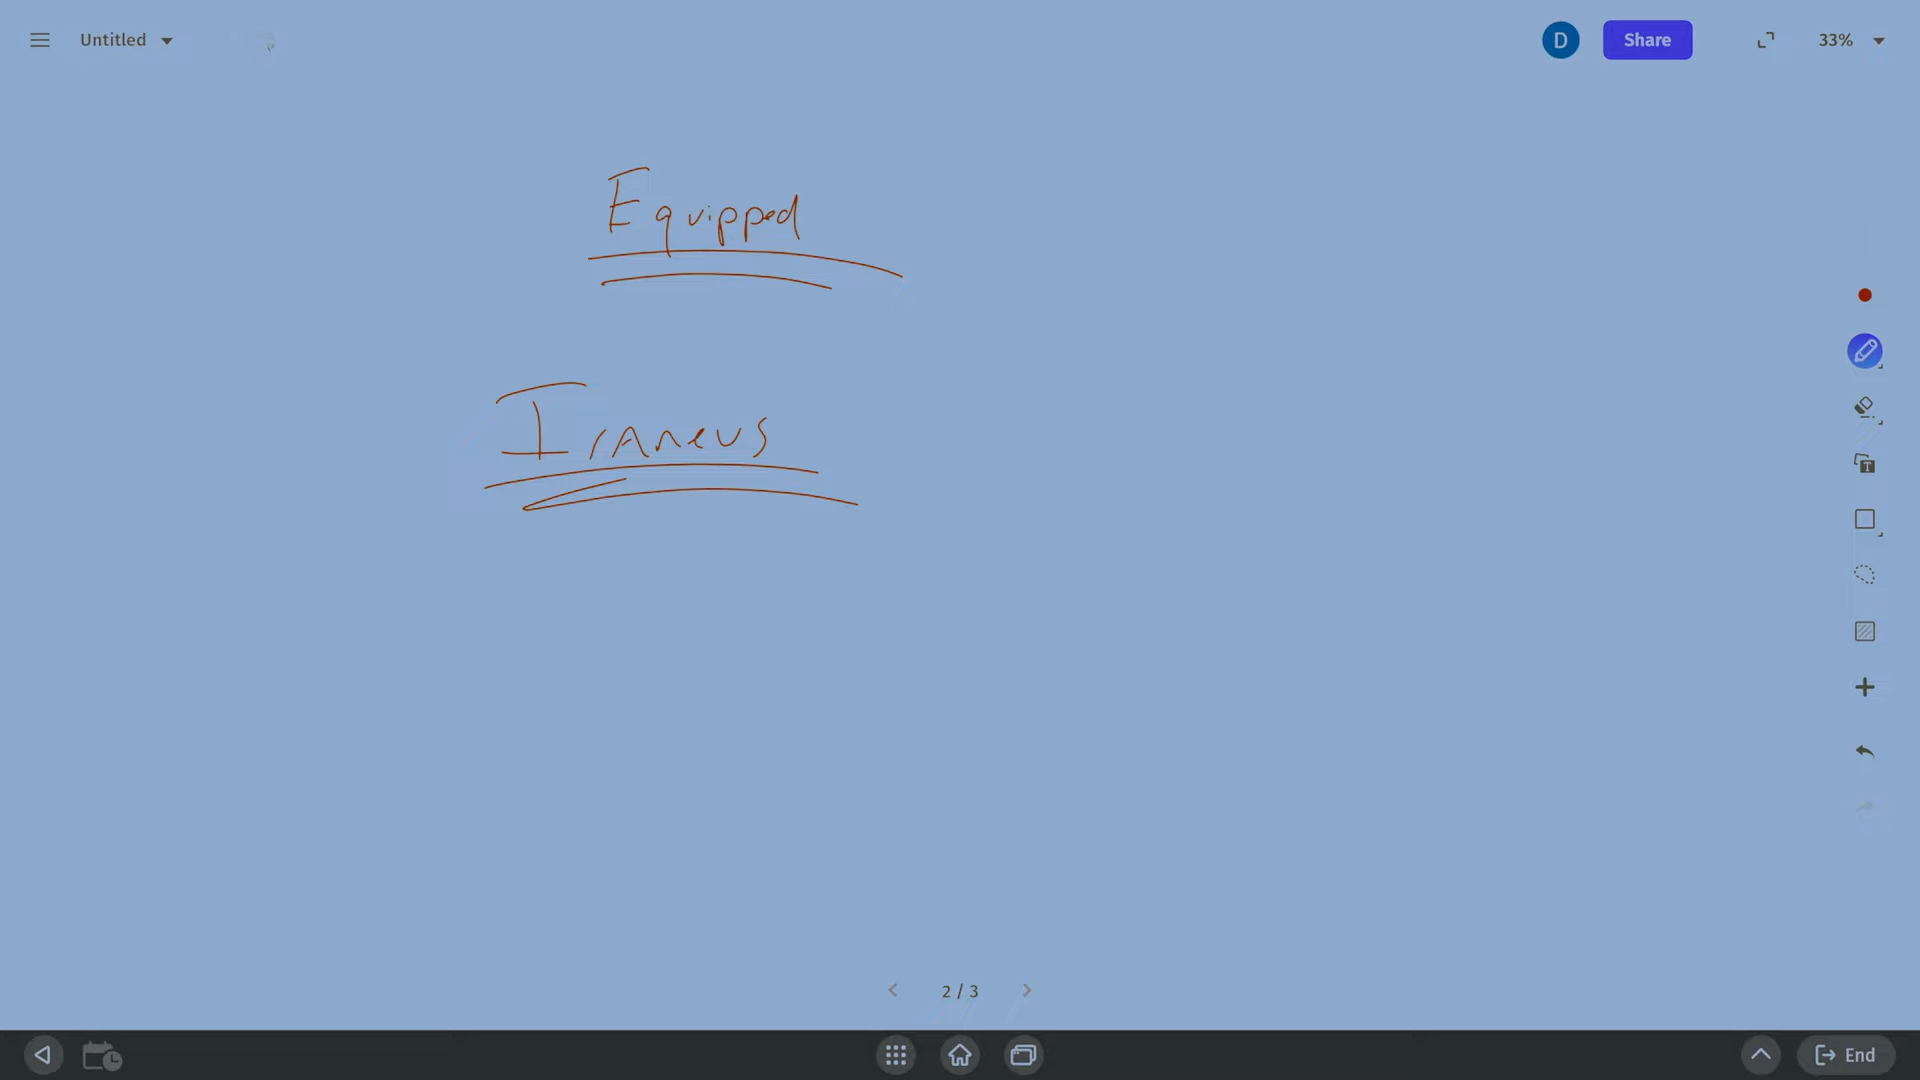 Untitled
D
Share
33%
Equipped
Iraneus
2 / 3
End